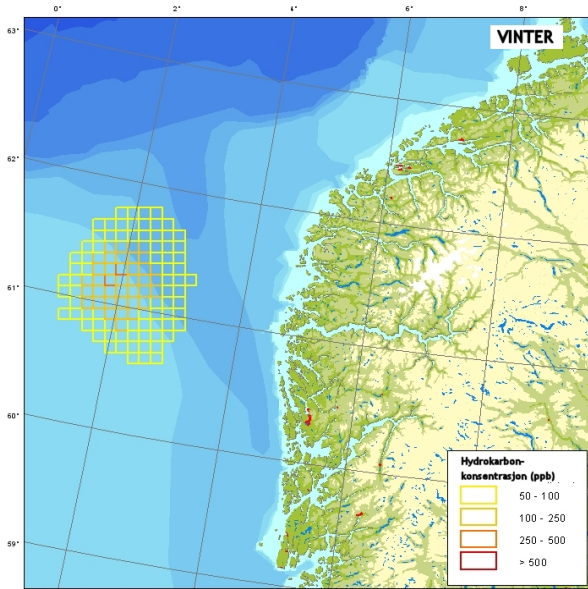 0° 2° 4° 6° 8°
63°
VINTER
62°
61°
60°
59°
Hydrokarbon-
konsentrasjon (ppb)
50 - 100
100 - 250
250 - 500
> 500